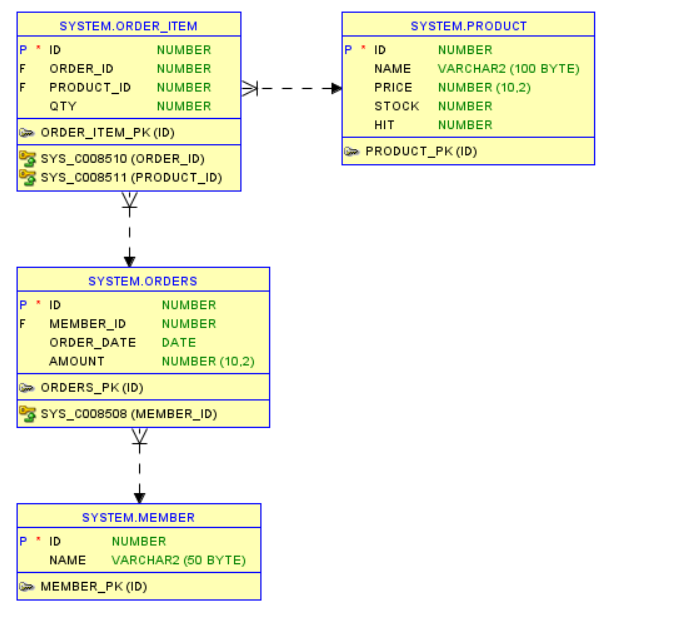 SYSTEM.ORDER_ITEM
P * ID NUMBER
F ORDER_ID NUMBER
F PRODUCT_ID NUMBER
QTY NUMBER
ORDER_ITEM_PK (ID)
SYS_C008510 (ORDER_ID)
SYS_C008511 (PRODUCT_ID)
SYSTEM.PRODUCT
P * ID NUMBER
NAME VARCHAR2 (100 BYTE)
PRICE NUMBER (10,2)
STOCK NUMBER
HIT NUMBER
PRODUCT_PK (ID)
SYSTEM.ORDERS
P * ID NUMBER
F MEMBER_ID NUMBER
ORDER_DATE DATE
AMOUNT NUMBER (10,2)
ORDERS_PK (ID)
SYS_C008508 (MEMBER_ID)
SYSTEM.MEMBER
P * ID NUMBER
NAME VARCHAR2 (50 BYTE)
MEMBER_PK (ID)